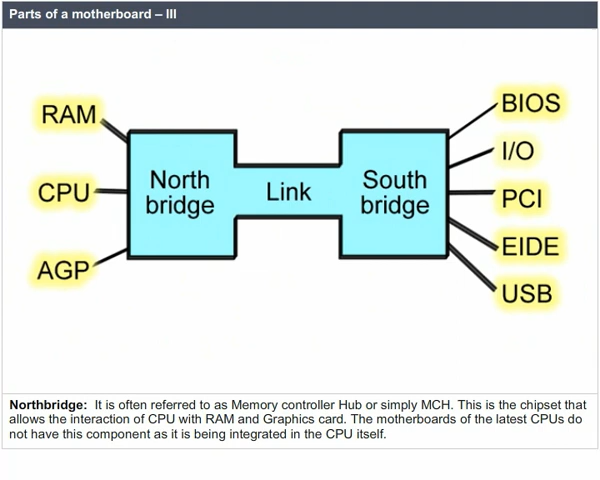 Parts of a motherboard – III
RAM
CPU
AGP
North
bridge
Link
South
bridge
BIOS
I/O
PCI
EIDE
USB
Northbridge: It is often referred to as Memory controller Hub or simply MCH. This is the chipset that
allows the interaction of CPU with RAM and Graphics card. The motherboards of the latest CPUs do
not have this component as it is being integrated in the CPU itself.